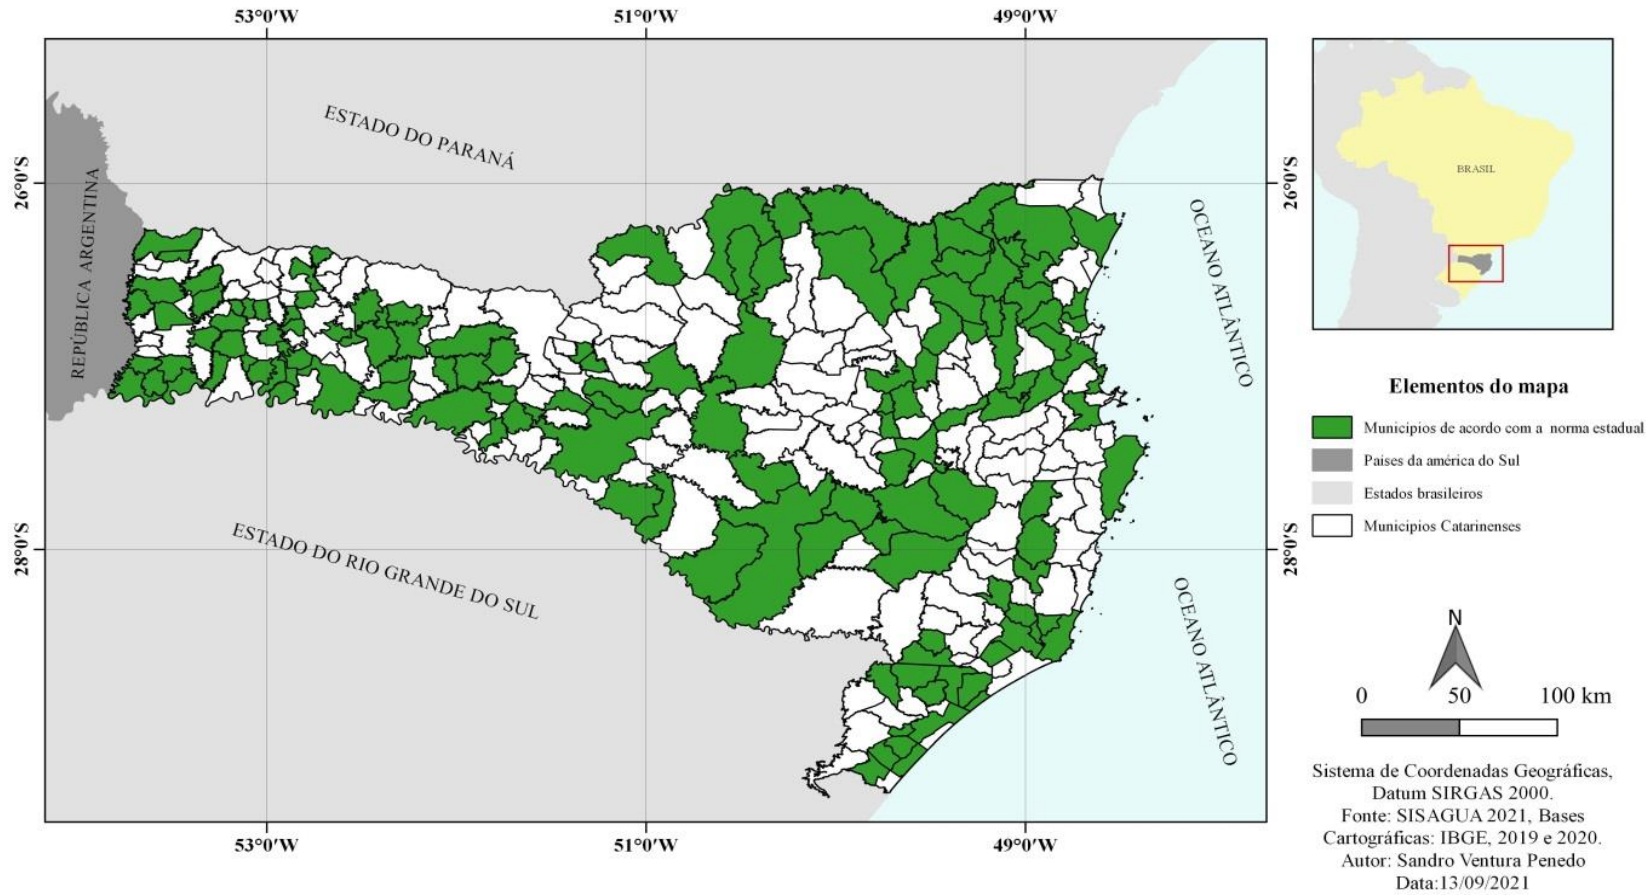 53°0'W 51°0'W 49°0'W
26°0'S
28°0'S
ESTADO DO PARANÁ
REPÚBLICA ARGENTINA
ESTADO DO RIO GRANDE DO SUL
OCEANO ATLÂNTICO
OCEANO ATLÂNTICO
26°0'S
28°0'S
53°0'W 51°0'W 49°0'W
BRASIL
Elementos do mapa
Municipios de acordo com a norma estadual
Paises da américa do Sul
Estados brasileiros
Municipios Catarinenses
N
0 50 100 km
Sistema de Coordenadas Geográficas,
Datum SIRGAS 2000.
Fonte: SISAGUA 2021, Bases
Cartográficas: IBGE, 2019 e 2020.
Autor: Sandro Ventura Penedo
Data:13/09/2021